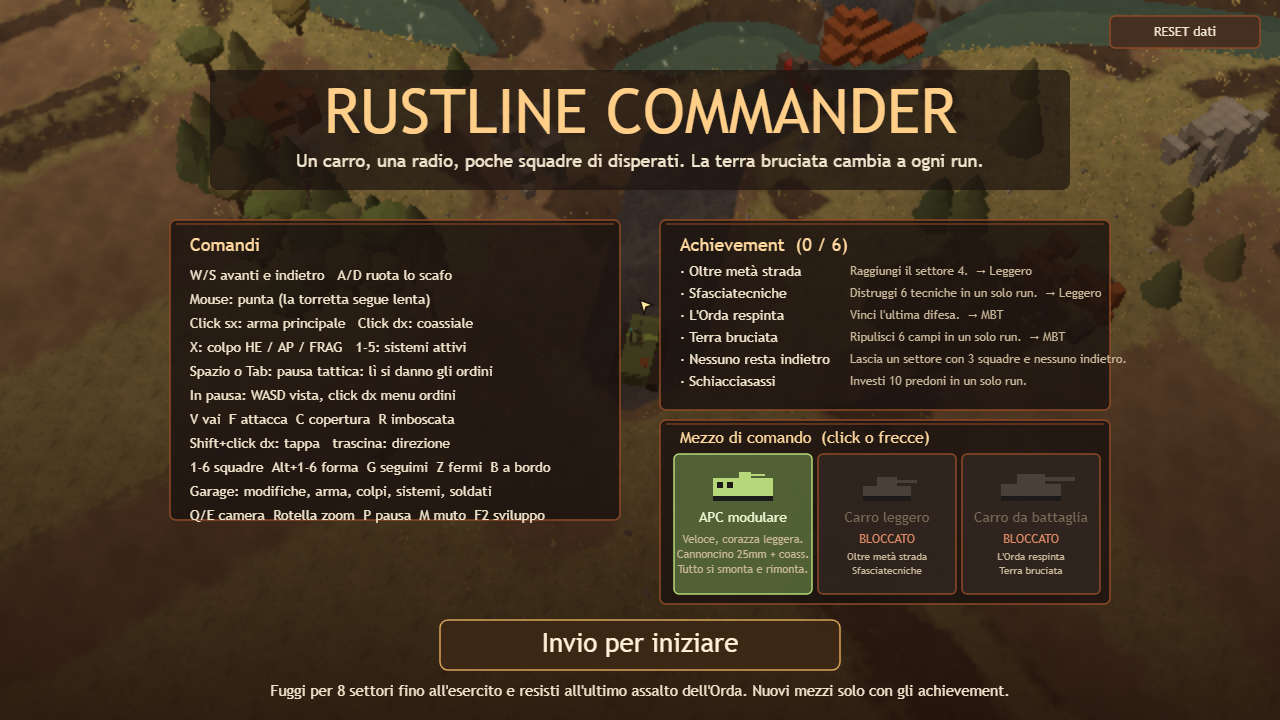 RESET dati
RUSTLINE COMMANDER
Un carro, una radio, poche squadre di disperati. La terra bruciata cambia a ogni run.
Comandi
W/S avanti e indietro   A/D ruota lo scafo
Mouse: punta (la torretta segue lenta)
Click sx: arma principale   Click dx: coassiale
X: colpo HE / AP / FRAG   1-5: sistemi attivi
Spazio o Tab: pausa tattica: lì si danno gli ordini
In pausa: WASD vista, click dx menu ordini
V vai  F attacca  C copertura  R imboscata
Shift+click dx: tappa   trascina: direzione
1-6 squadre  Alt+1-6 forma  G seguimi  Z fermi  B a bordo
Garage: modifiche, arma, colpi, sistemi, soldati
Q/E camera  Rotella zoom  P pausa  M muto  F2 sviluppo
Achievement  (0 / 6)
· Oltre metà strada   Raggiungi il settore 4.  → Leggero
· Sfasciatecniche   Distruggi 6 tecniche in un solo run.  → Leggero
· L'Orda respinta   Vinci l'ultima difesa.  → MBT
· Terra bruciata   Ripulisci 6 campi in un solo run.  → MBT
· Nessuno resta indietro   Lascia un settore con 3 squadre e nessuno indietro.
· Schiacciasassi   Investi 10 predoni in un solo run.
Mezzo di comando  (click o frecce)
APC modulare
Veloce, corazza leggera.
Cannoncino 25mm + coass.
Tutto si smonta e rimonta.
Carro leggero
BLOCCATO
Oltre metà strada
Sfasciatecniche
Carro da battaglia
BLOCCATO
L'Orda respinta
Terra bruciata
Invio per iniziare
Fuggi per 8 settori fino all'esercito e resisti all'ultimo assalto dell'Orda. Nuovi mezzi solo con gli achievement.